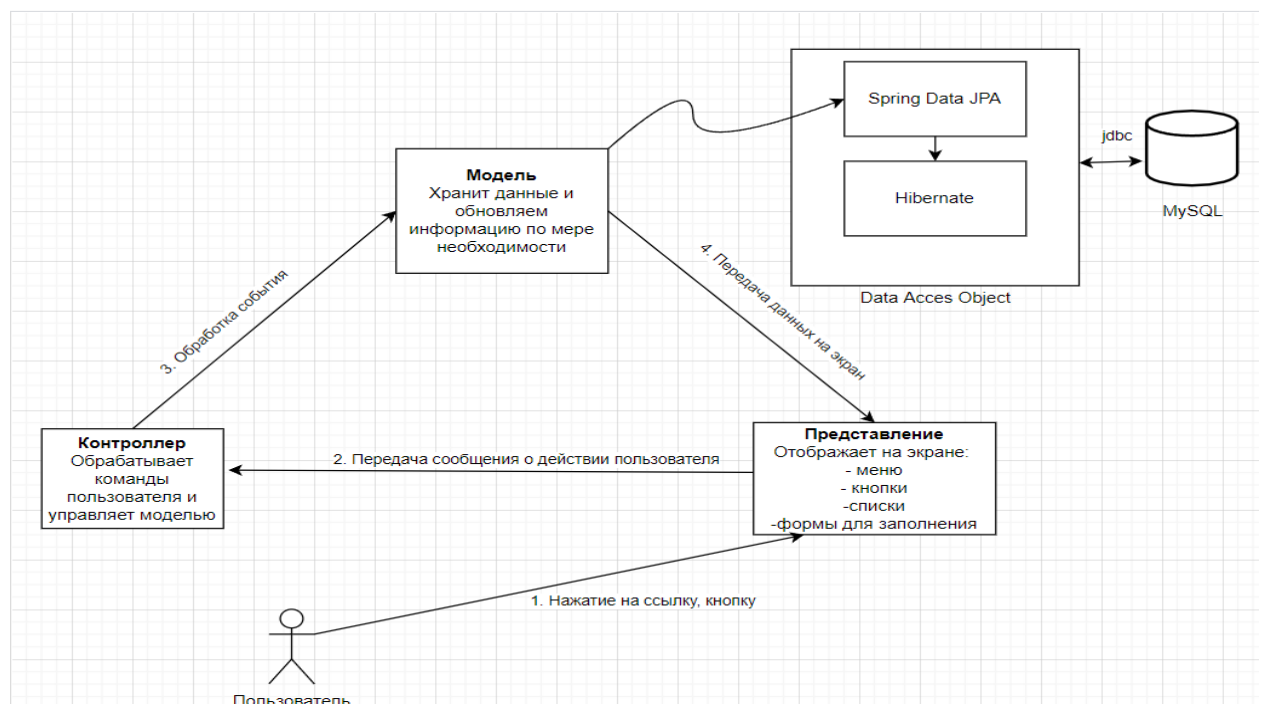 Spring Data JPA
Hibernate
Data Acces Object
jdbc
MySQL
Модель
Хранит данные и
обновляем
информацию по мере
необходимости
3. Обработка события
4. Передача данных на экран
Контроллер
Обрабатывает
команды
пользователя и
управляет моделью
2. Передача сообщения о действии пользователя
Представление
Отображает на экране:
- меню
- кнопки
-списки
-формы для заполнения
1. Нажатие на ссылку, кнопку
Пользователь